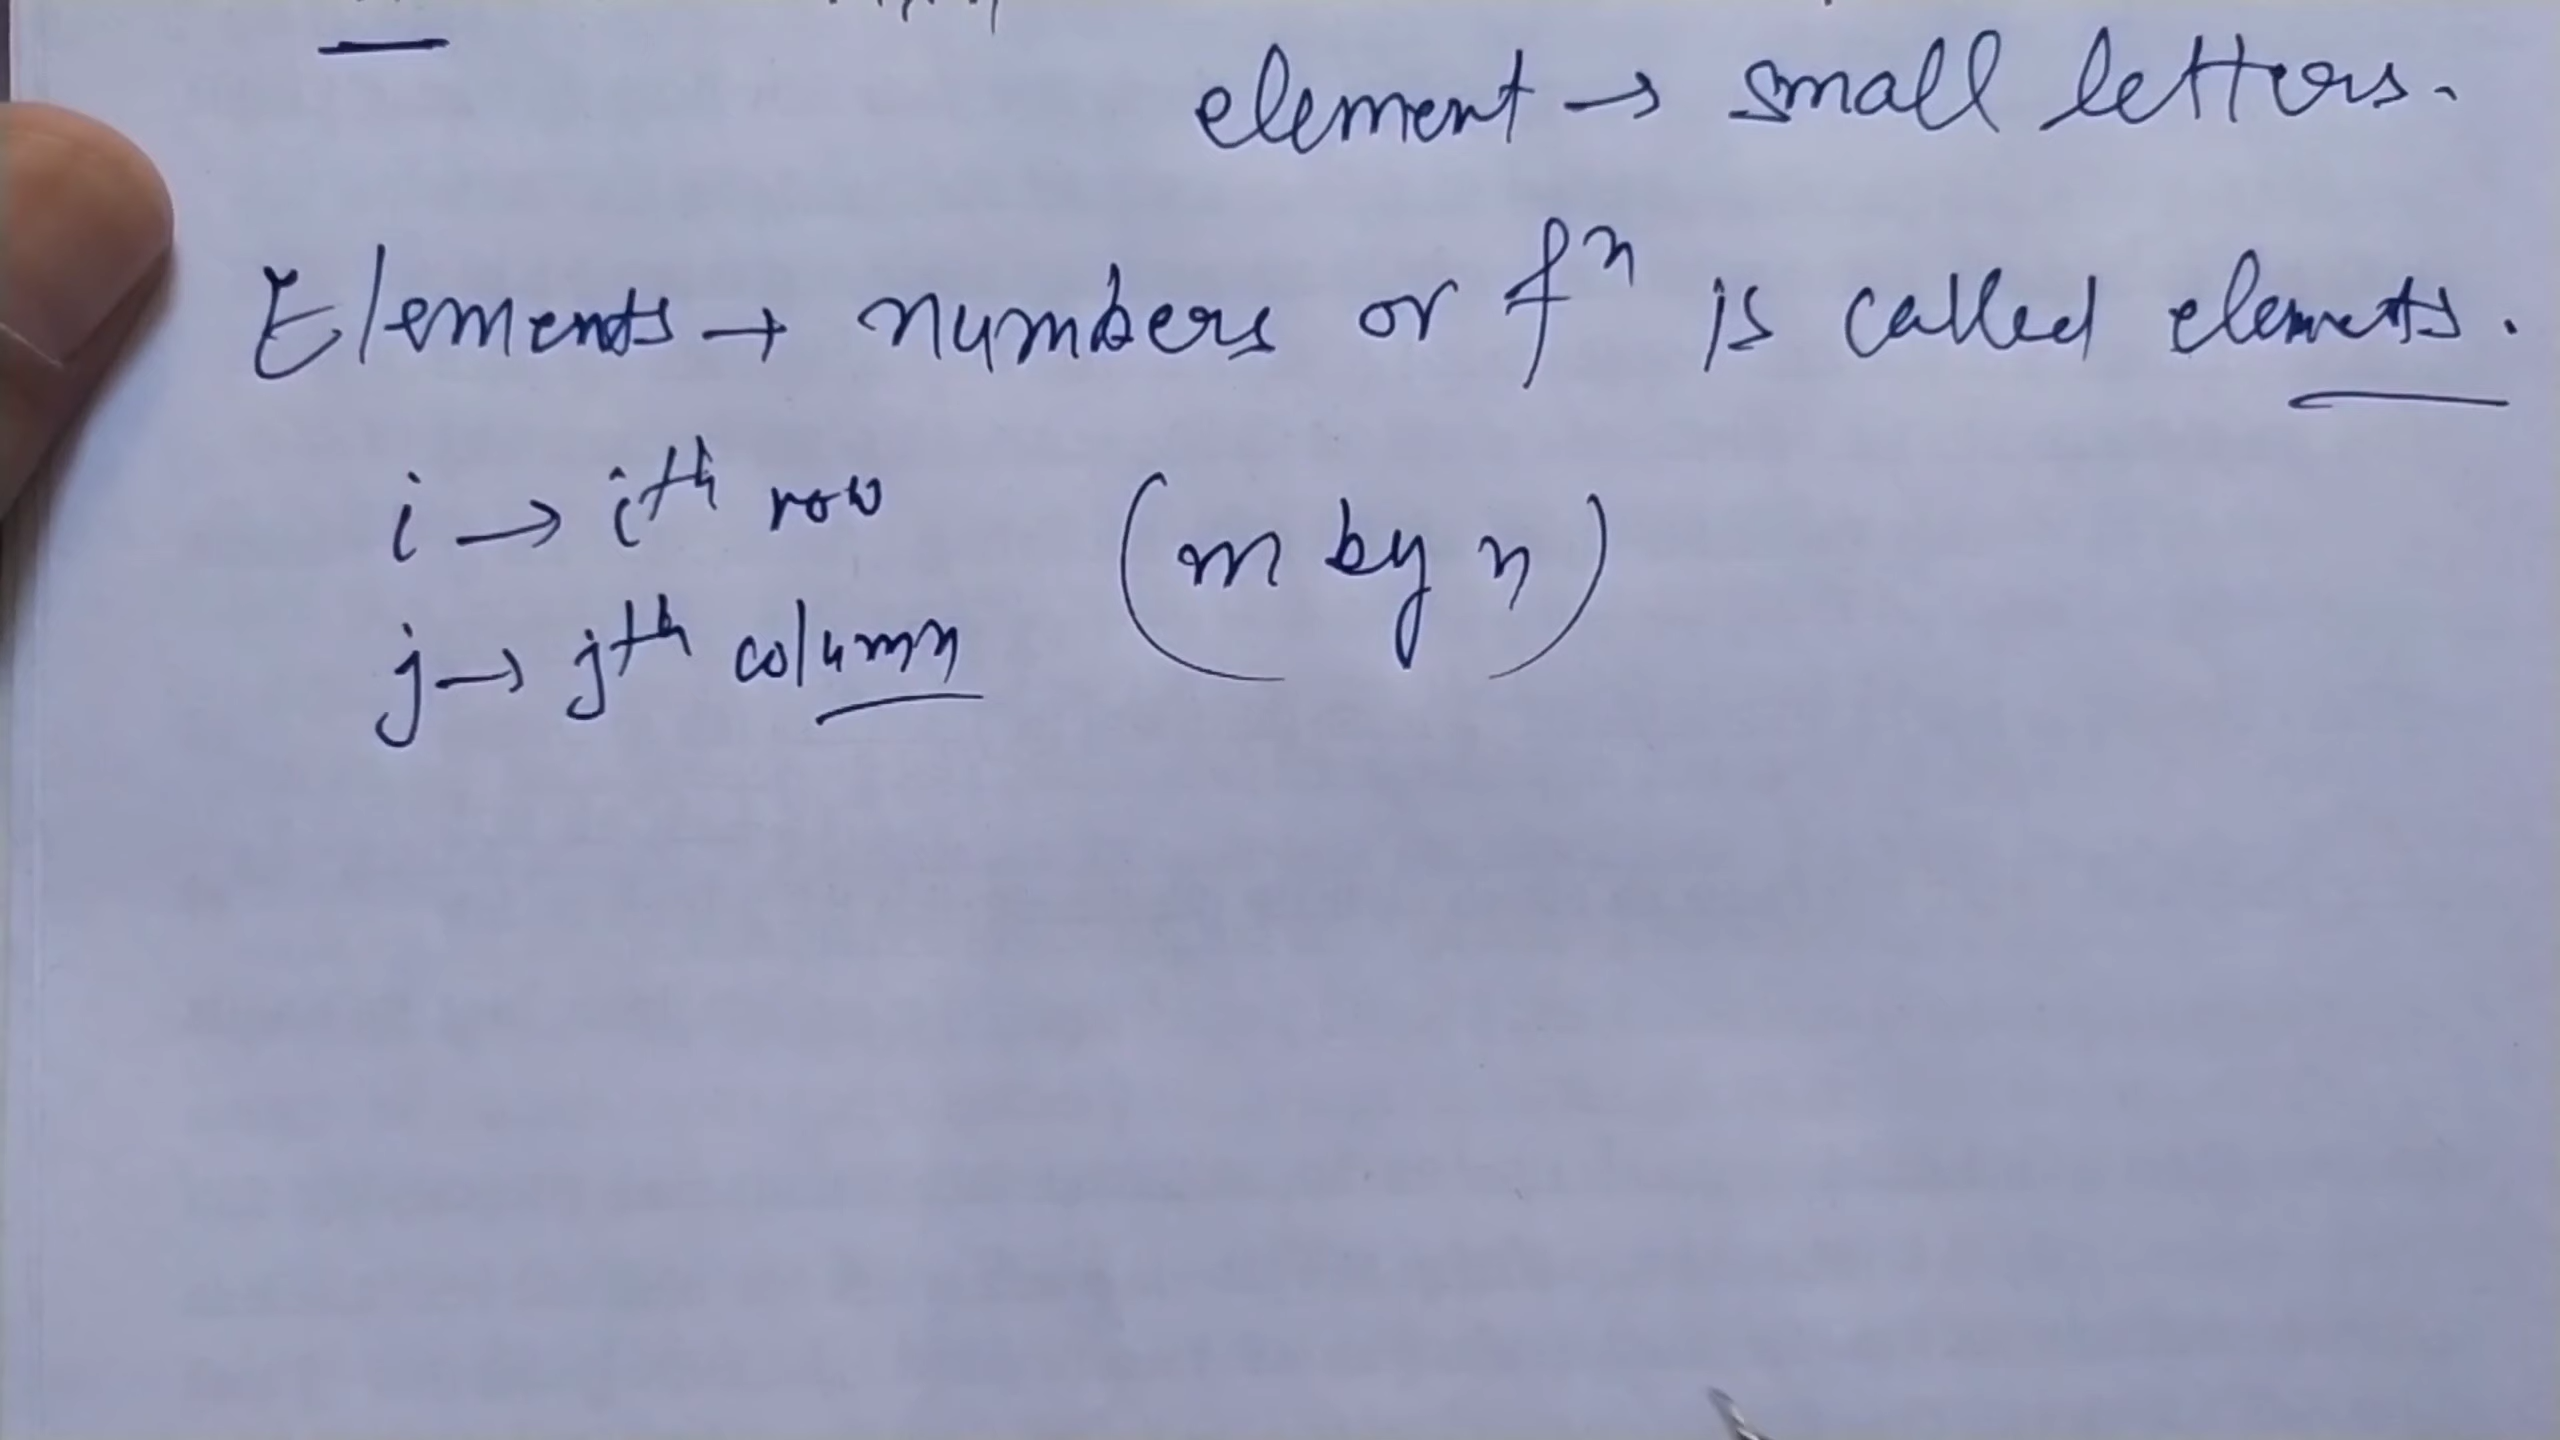 element → small letters.
Elements → numbers or fⁿ is called elements.
i → iᵗʰ row (m by n)
j → jᵗʰ column